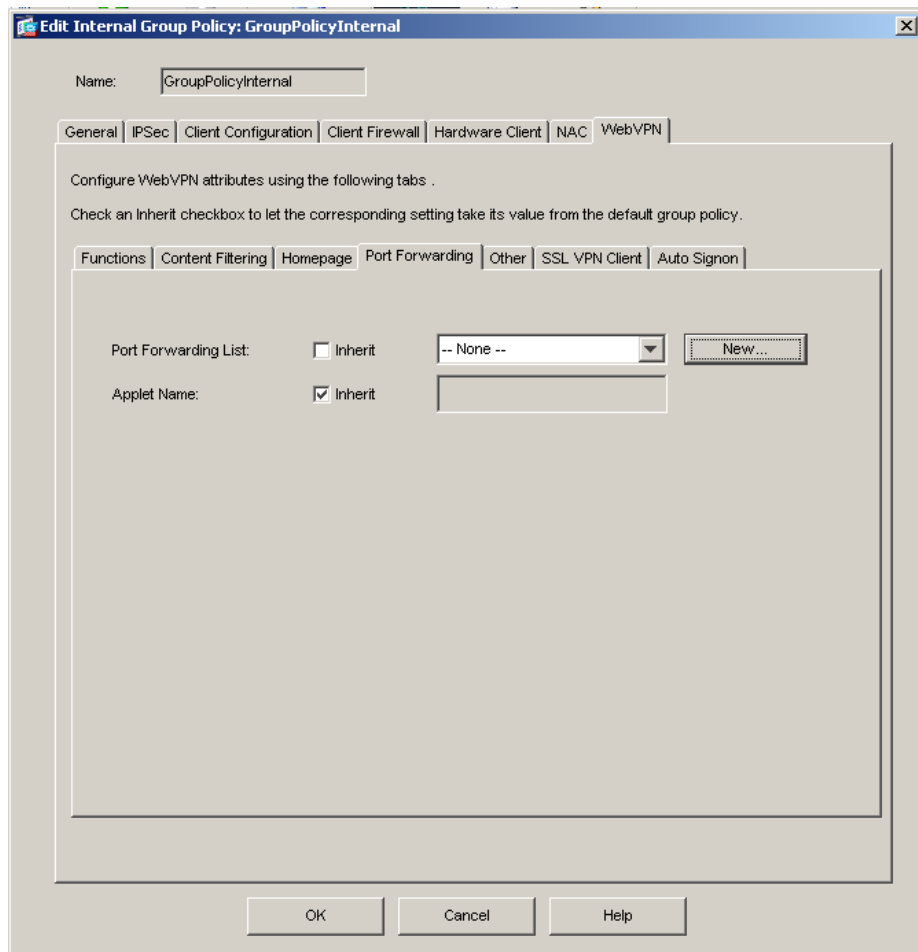 Edit Internal Group Policy: GroupPolicyInternal
Name: GroupPolicyInternal
General IPSec Client Configuration Client Firewall Hardware Client NAC WebVPN
Configure WebVPN attributes using the following tabs .
Check an Inherit checkbox to let the corresponding setting take its value from the default group policy.
Functions Content Filtering Homepage Port Forwarding Other SSL VPN Client Auto Signon
Port Forwarding List: Inherit -- None -- New...
Applet Name: Inherit
OK Cancel Help